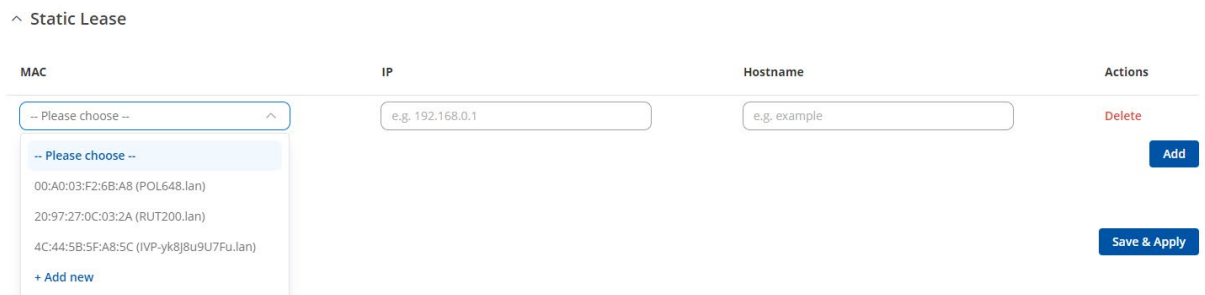 Static Lease
MAC IP Hostname Actions
-- Please choose -- e.g. 192.168.0.1 e.g. example Delete
-- Please choose --
Add
00:A0:03:F2:6B:A8 (POL648.lan)
20:97:27:0C:03:2A (RUT200.lan)
4C:44:5B:5F:A8:5C (IVP-yk8J8u9U7Fu.lan)
Save & Apply
+ Add new